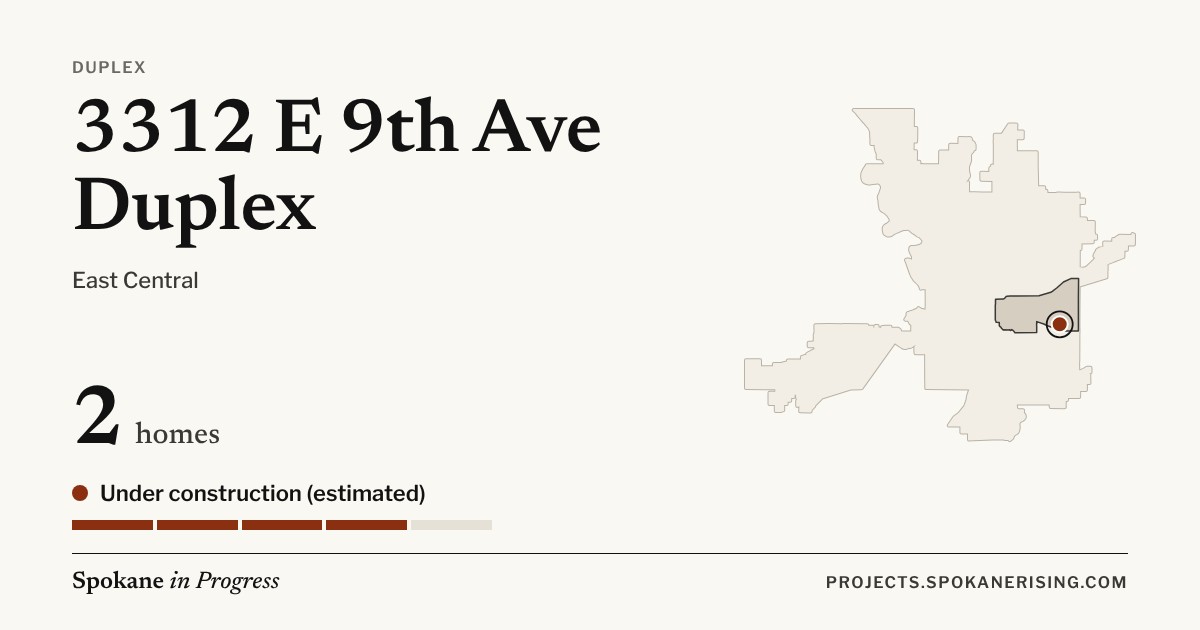 DUPLEX
3312 E 9th Ave
Duplex
East Central
2 homes
Under construction (estimated)
Spokane in Progress
PROJECTS.SPOKANERISING.COM